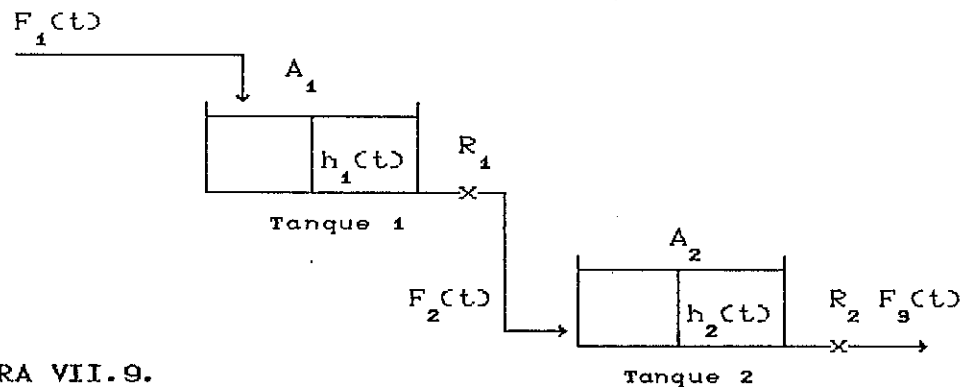 F₁(t)
A₁
h₁(t)
R₁
Tanque 1
A₂
F₂(t)
h₂(t)
R₂ F₃(t)
RA VII.9.
Tanque 2